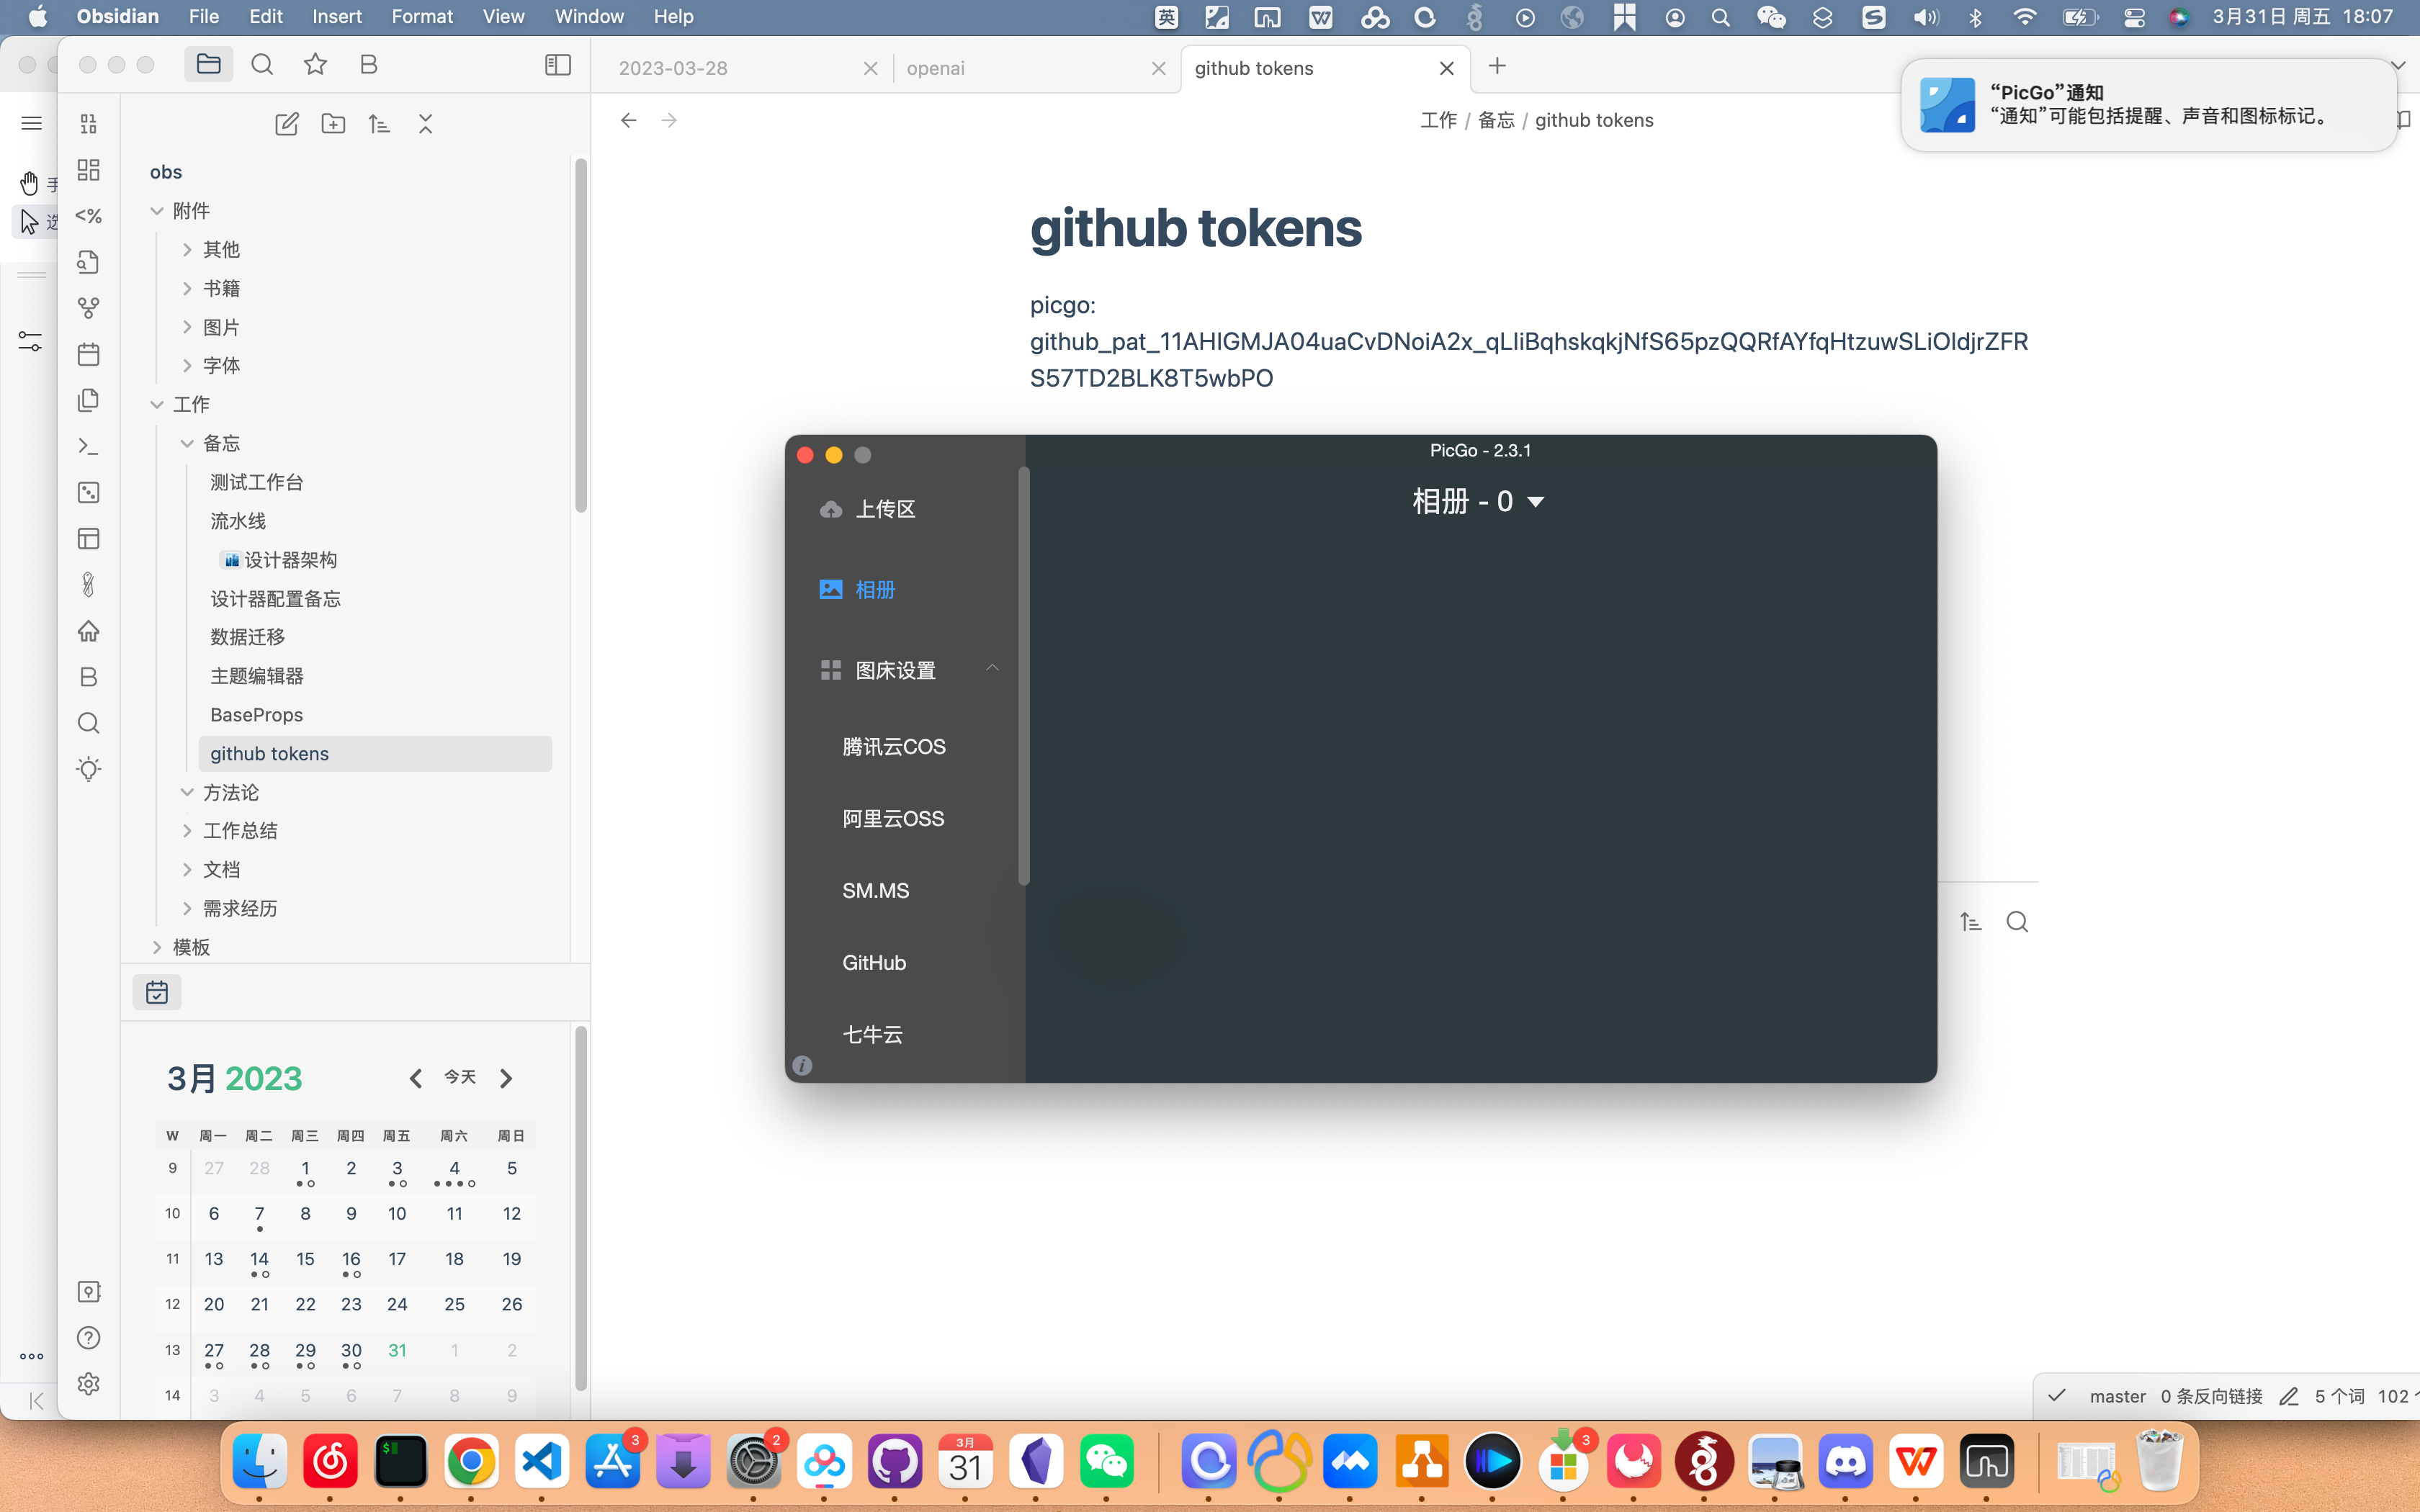 Obsidian File Edit Insert Format View Window Help
英
3月31日 周五 18:07
2023-03-28
openai
github tokens
“PicGo”通知
“通知”可能包括提醒、声音和图标标记。
工作 / 备忘 / github tokens
obs
附件
其他
书籍
图片
字体
工作
备忘
测试工作台
流水线
设计器架构
设计器配置备忘
数据迁移
主题编辑器
BaseProps
github tokens
方法论
工作总结
文档
需求经历
模板
github tokens
picgo:
PicGo - 2.3.1
相册 - 0
上传区
相册
图床设置
腾讯云COS
阿里云OSS
SM.MS
GitHub
七牛云
3月 2023
今天
W 周一 周二 周三 周四 周五 周六 周日
9 27 28 1 2 3 4 5
10 6 7 8 9 10 11 12
11 13 14 15 16 17 18 19
12 20 21 22 23 24 25 26
13 27 28 29 30 31 1 2
14 3 4 5 6 7 8 9
master 0 条反向链接 5 个词 102
3
2
3月
31
3